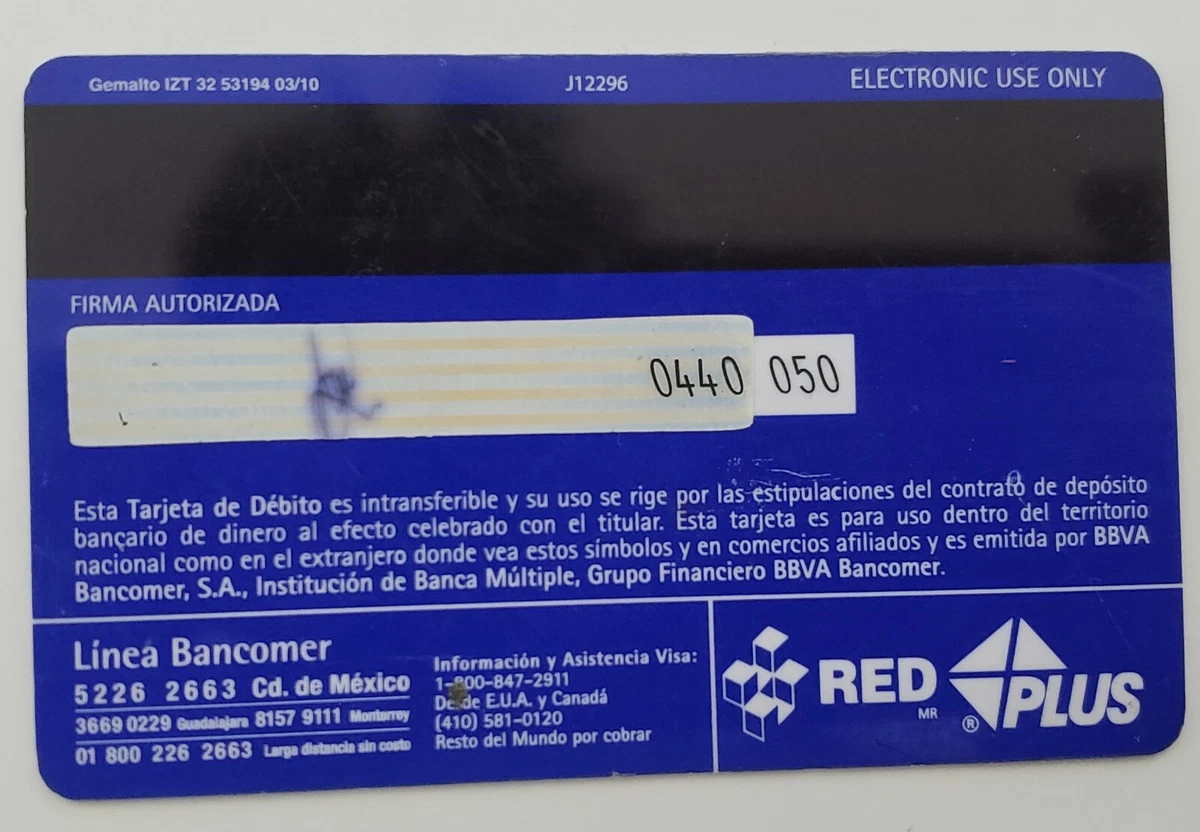 Gemalto IZT 32 53194 03/10
J12296
ELECTRONIC USE ONLY
FIRMA AUTORIZADA
0440 050
Esta Tarjeta de Débito es intransferible y su uso se rige por las estipulaciones del contrato de depósito
bancario de dinero al efecto celebrado con el titular. Esta tarjeta es para uso dentro del territorio
nacional como en el extranjero donde vea estos símbolos y en comercios afiliados y es emitida por BBVA
Bancomer, S.A., Institución de Banca Múltiple, Grupo Financiero BBVA Bancomer.
Línea Bancomer
5226 2663 Cd. de México
3669 0229 Guadalajara 8157 9111 Monterrey
01 800 226 2663 Larga distancia sin costo
Información y Asistencia Visa:
1-800-847-2911
Desde E.U.A. y Canadá
(410) 581-0120
Resto del Mundo por cobrar
RED
MR
® PLUS